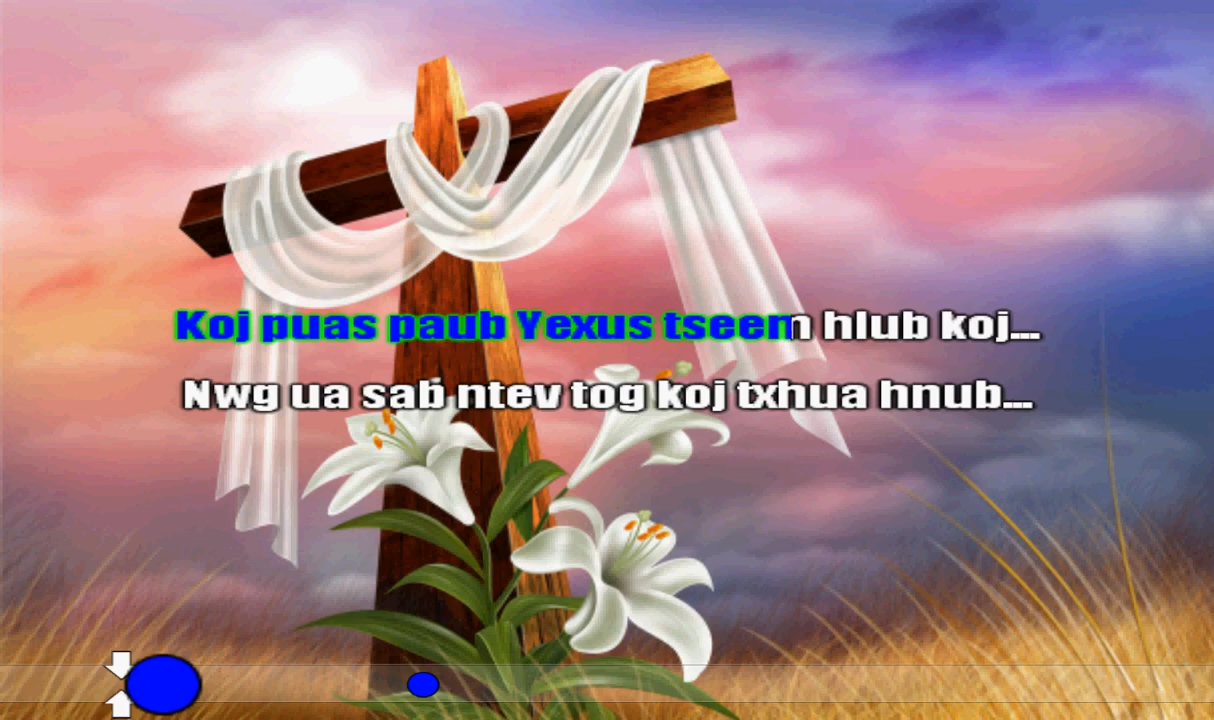 Koj puas paub Yexus tseem hlub koj...
Nwg ua sab ntev tog koj txhua hnub...